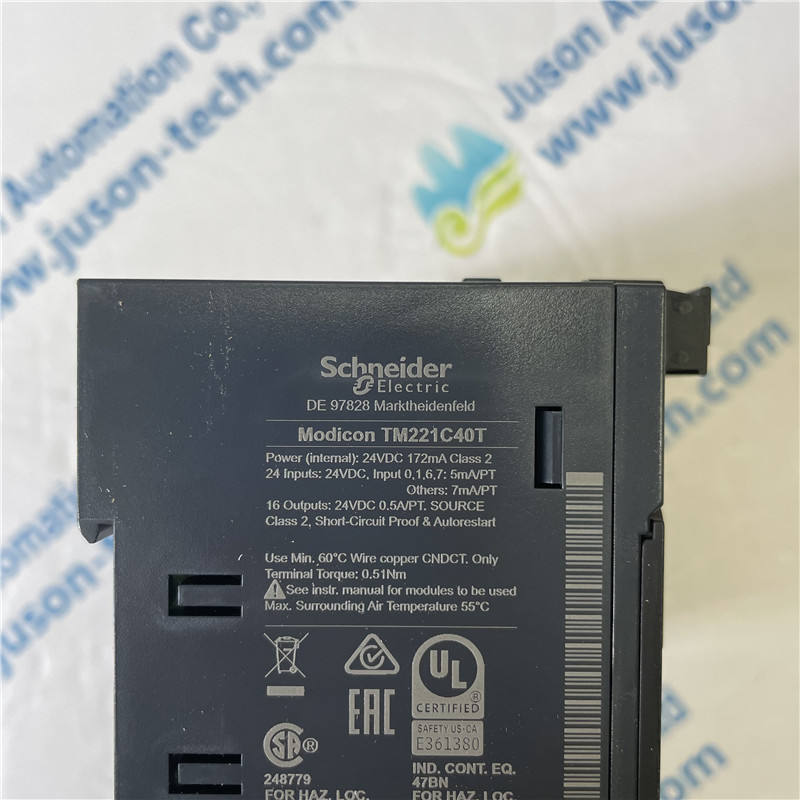 Juson Automation Co., Ltd
www.juson-tech.com
Schneider
Electric
DE 97828 Marktheidenfeld
Modicon TM221C40T
Power (internal): 24VDC 172mA Class 2
24 Inputs: 24VDC, Input 0,1,6,7: 5mA/PT
Others: 7mA/PT
16 Outputs: 24VDC 0.5A/PT. SOURCE
Class 2, Short-Circuit Proof & Autorestart
Use Min. 60°C Wire copper CNDCT. Only
Terminal Torque: 0.51Nm
See instr. manual for modules to be used
Max. Surrounding Air Temperature 55°C
UL
®
CERTIFIED
SAFETY US-CA
E361380
EAC
SA ®
248779
FOR HAZ. LOC.
IND. CONT. EQ.
47BN
FOR HAZ. LOC.